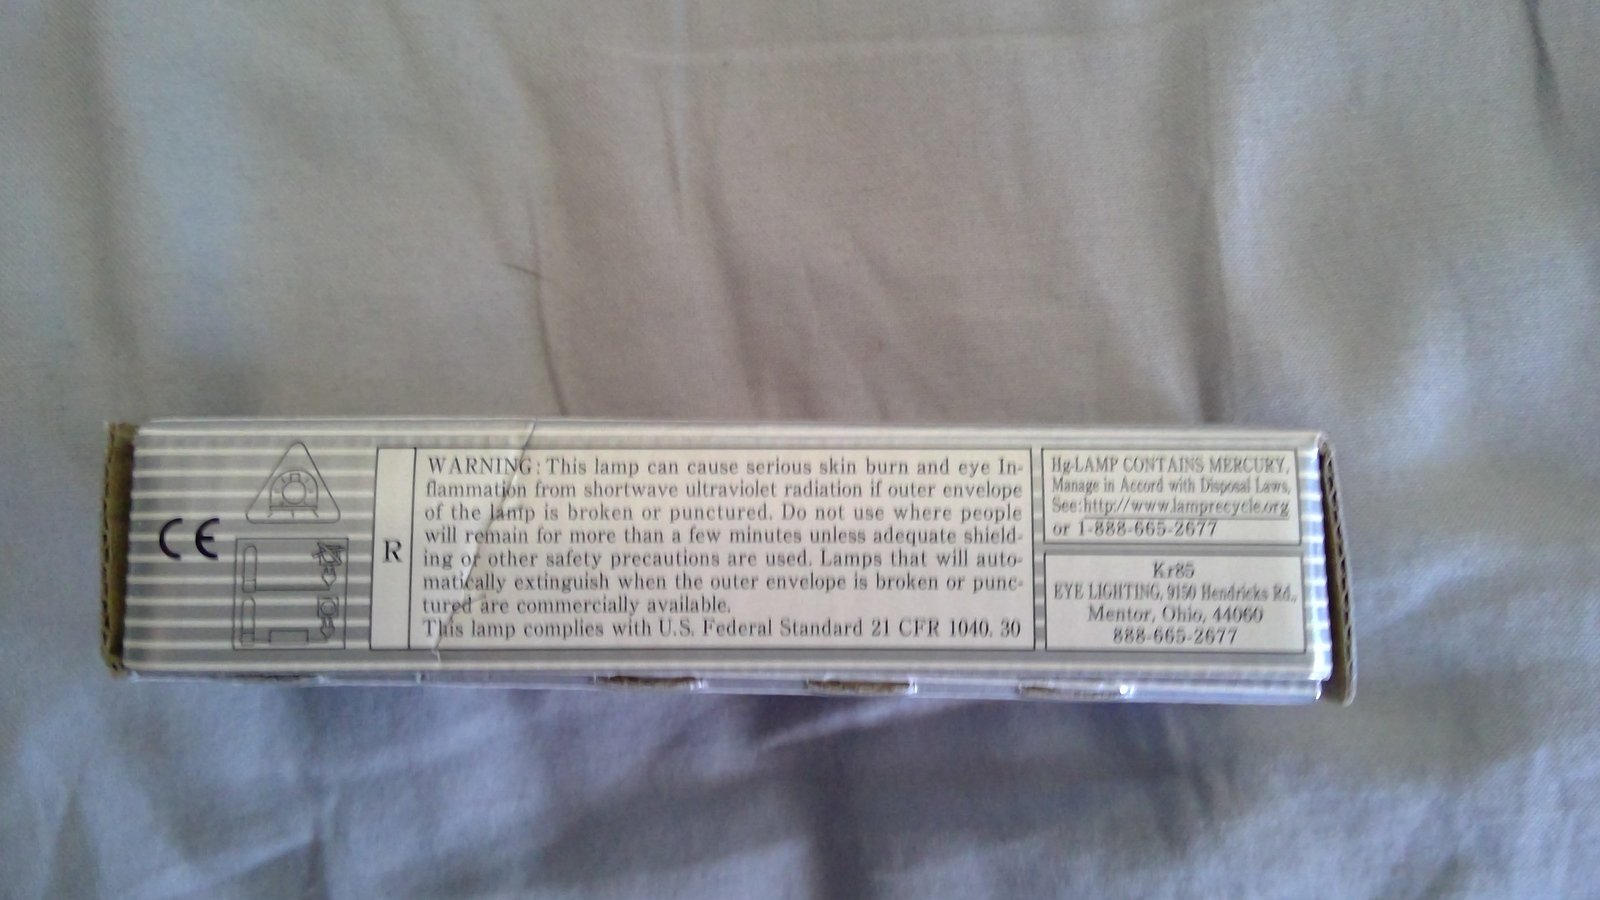 CE
R
WARNING: This lamp can cause serious skin burn and eye In-
flammation from shortwave ultraviolet radiation if outer envelope
of the lamp is broken or punctured. Do not use where people
will remain for more than a few minutes unless adequate shield-
ing or other safety precautions are used. Lamps that will auto-
matically extinguish when the outer envelope is broken or punc-
tured are commercially available.
This lamp complies with U.S. Federal Standard 21 CFR 1040. 30
Hg-LAMP CONTAINS MERCURY,
Manage in Accord with Disposal Laws,
See:http://www.lamprecycle.org
or 1-888-665-2677
Kr85
EYE LIGHTING, 9150 Hendricks Rd.,
Mentor, Ohio, 44060
888-665-2677